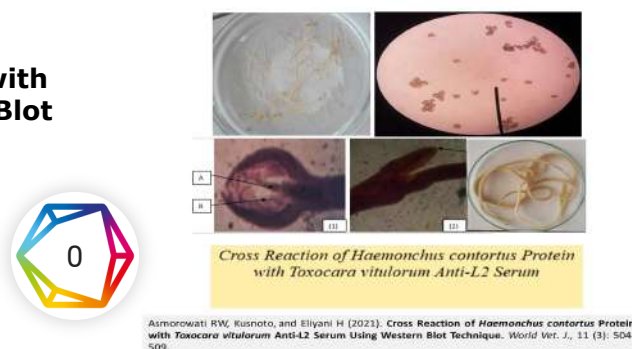 with
Blot
0
A
B
(1)
(2)
Cross Reaction of Haemonchus contortus Protein
with Toxocara vitulorum Anti-L2 Serum
Asmorowati RW, Kusnoto, and Eliyani H (2021). Cross Reaction of Haemonchus contortus Protein
with Toxocara vitulorum Anti-L2 Serum Using Western Blot Technique. World Vet. J., 11 (3): 504-
509.